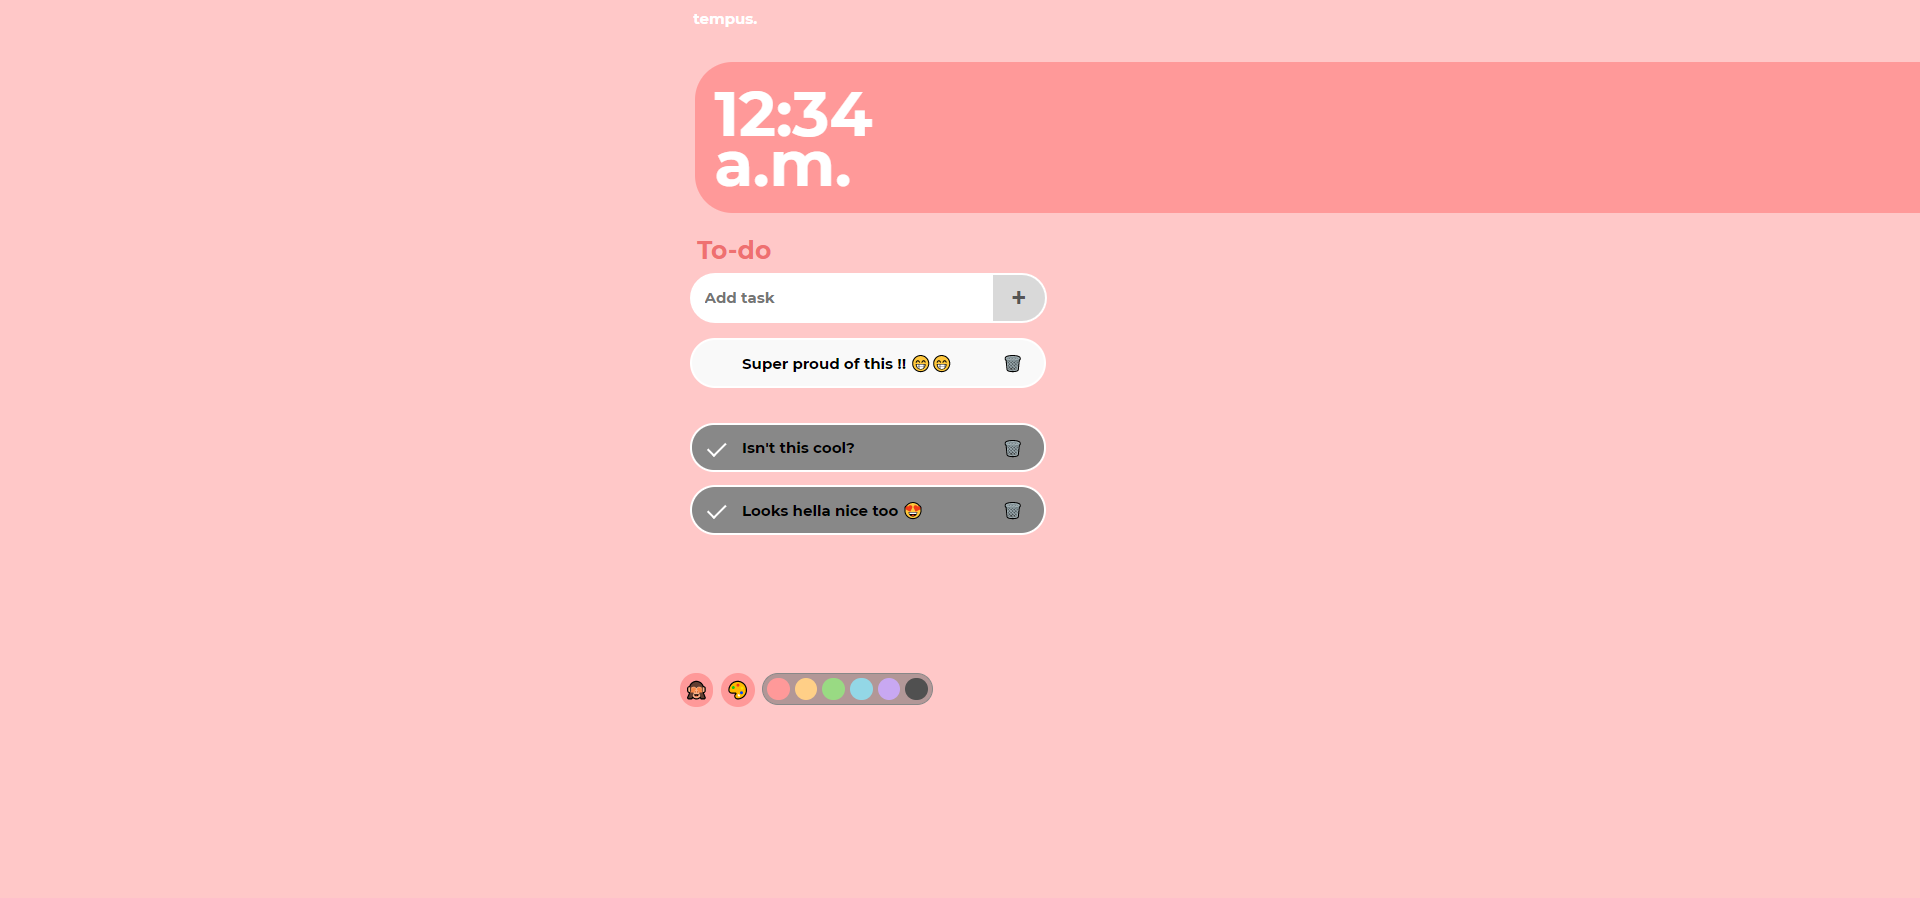 tempus.
12:34
a.m.
To-do
Add task
+
Super proud of this !! 😁😁
Isn't this cool?
Looks hella nice too 😍